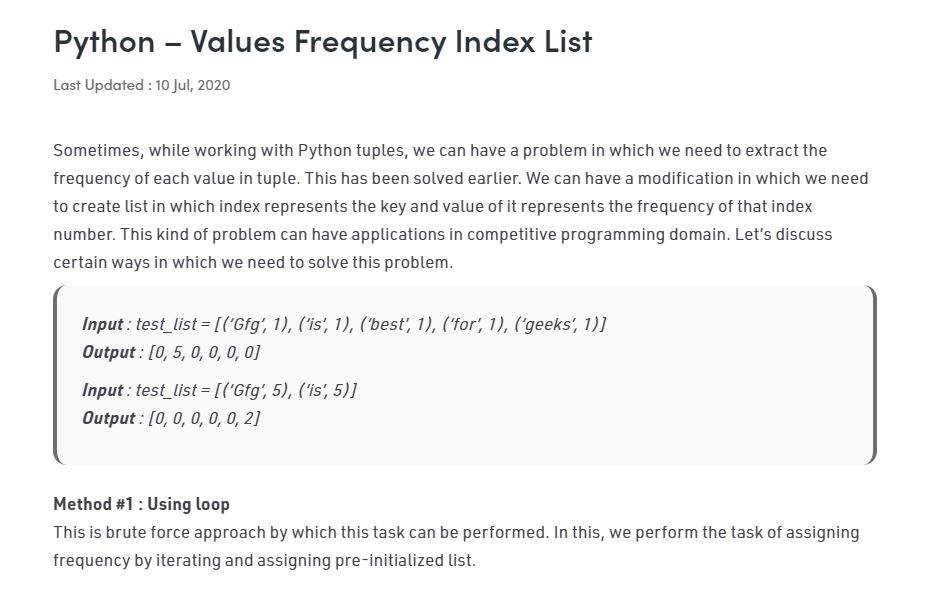 Python – Values Frequency Index List
Last Updated : 10 Jul, 2020
Sometimes, while working with Python tuples, we can have a problem in which we need to extract the
frequency of each value in tuple. This has been solved earlier. We can have a modification in which we need
to create list in which index represents the key and value of it represents the frequency of that index
number. This kind of problem can have applications in competitive programming domain. Let’s discuss
certain ways in which we need to solve this problem.
Input : test_list = [(‘Gfg’, 1), (‘is’, 1), (‘best’, 1), (‘for’, 1), (‘geeks’, 1)]
Output : [0, 5, 0, 0, 0, 0]
Input : test_list = [(‘Gfg’, 5), (‘is’, 5)]
Output : [0, 0, 0, 0, 0, 2]
Method #1 : Using loop
This is brute force approach by which this task can be performed. In this, we perform the task of assigning
frequency by iterating and assigning pre-initialized list.